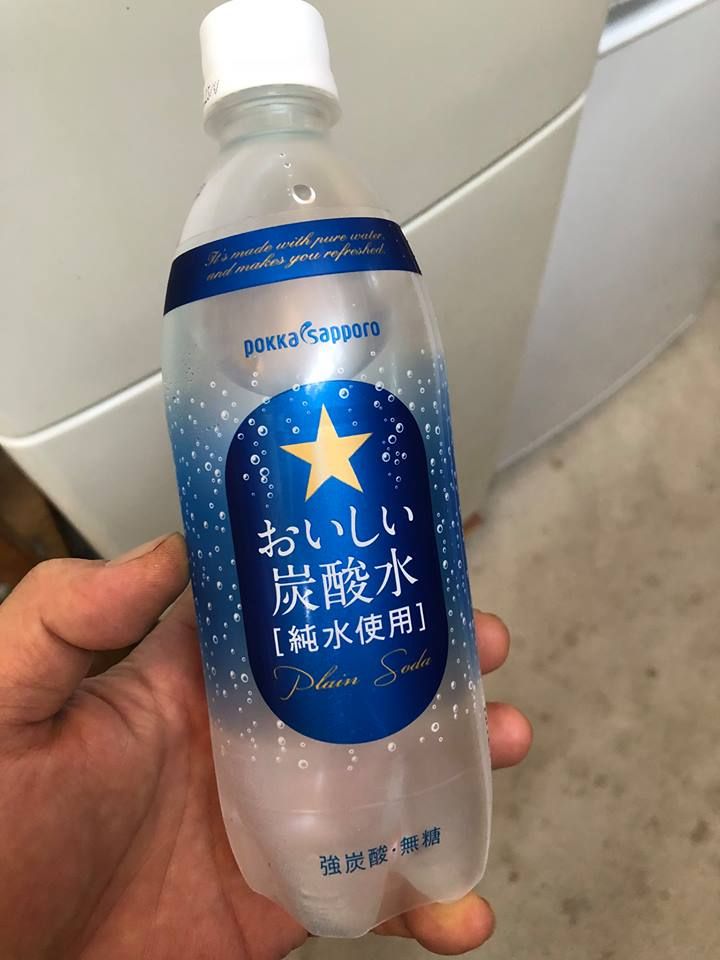 It's made with pure water,
and makes you refreshed.
pokka sapporo
おいしい
炭酸水
[純水使用]
Plain Soda
強炭酸・無糖